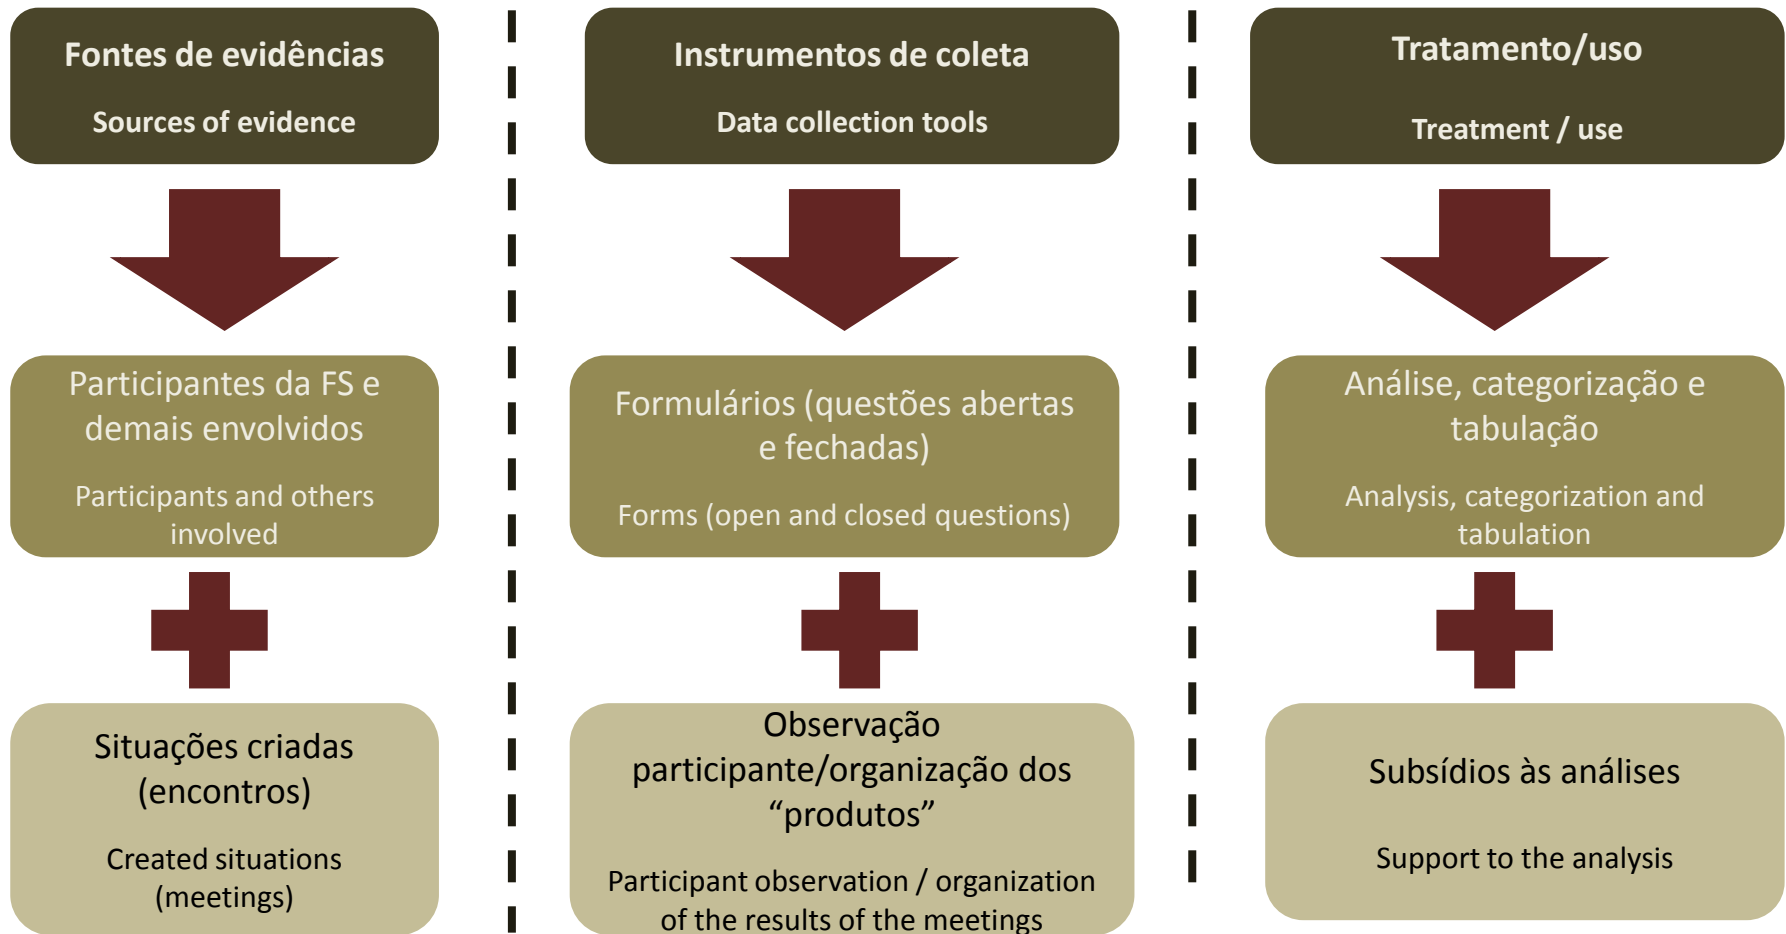 Fontes de evidências
Sources of evidence
Participantes da FS e
demais envolvidos
Participants and others
involved
Situações criadas
(encontros)
Created situations
(meetings)
Instrumentos de coleta
Data collection tools
Formulários (questões abertas
e fechadas)
Forms (open and closed questions)
Observação
participante/organização dos
“produtos”
Participant observation / organization
of the results of the meetings
Tratamento/uso
Treatment / use
Análise, categorização e
tabulação
Analysis, categorization and
tabulation
Subsídios às análises
Support to the analysis